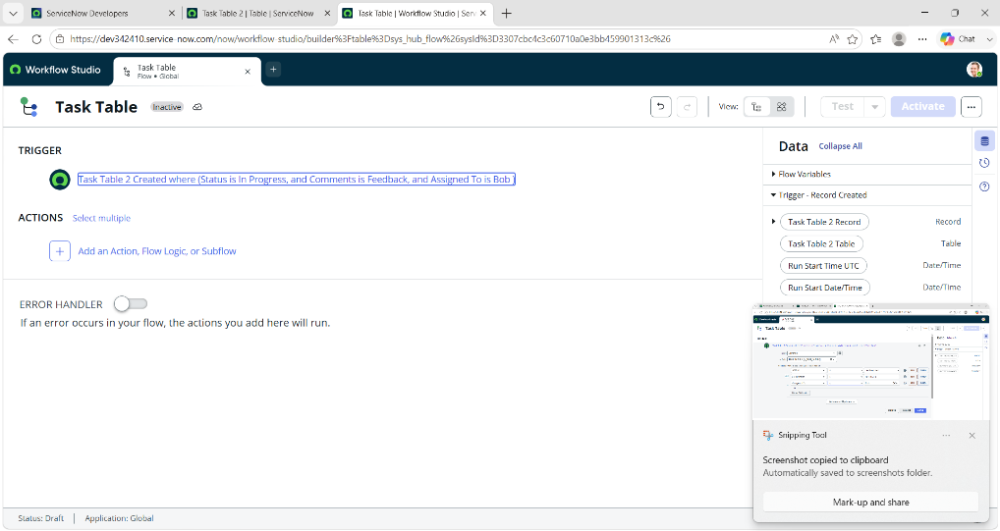 ServiceNow Developers
Task Table 2 | Table | ServiceNow
Task Table | Workflow Studio | Serv
https://dev342410.service-now.com/now/workflow-studio/builder%3Ftable%3Dsys_hub_flow%26sysId%3D3307cbc4c3c60710a0e3bb459901313c%26
Chat
Workflow Studio
Task Table
Flow • Global
Task Table
Inactive
View:
Test
Activate
TRIGGER
Task Table 2 Created where (Status is In Progress, and Comments is Feedback, and Assigned To is Bob )
ACTIONS
Select multiple
Add an Action, Flow Logic, or Subflow
ERROR HANDLER
If an error occurs in your flow, the actions you add here will run.
Data
Collapse All
Flow Variables
Trigger - Record Created
Task Table 2 Record
Record
Task Table 2 Table
Table
Run Start Time UTC
Date/Time
Run Start Date/Time
Date/Time
Snipping Tool
Screenshot copied to clipboard
Automatically saved to screenshots folder.
Mark-up and share
Status: Draft
Application: Global